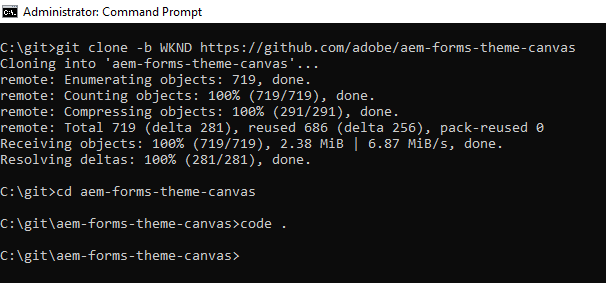 Administrator: Command Prompt
C:\git>git clone -b WKND https://github.com/adobe/aem-forms-theme-canvas
Cloning into 'aem-forms-theme-canvas'...
remote: Enumerating objects: 719, done.
remote: Counting objects: 100% (719/719), done.
remote: Compressing objects: 100% (291/291), done.
remote: Total 719 (delta 281), reused 686 (delta 256), pack-reused 0
Receiving objects: 100% (719/719), 2.38 MiB | 6.87 MiB/s, done.
Resolving deltas: 100% (281/281), done.
C:\git>cd aem-forms-theme-canvas
C:\git\aem-forms-theme-canvas>code .
C:\git\aem-forms-theme-canvas>